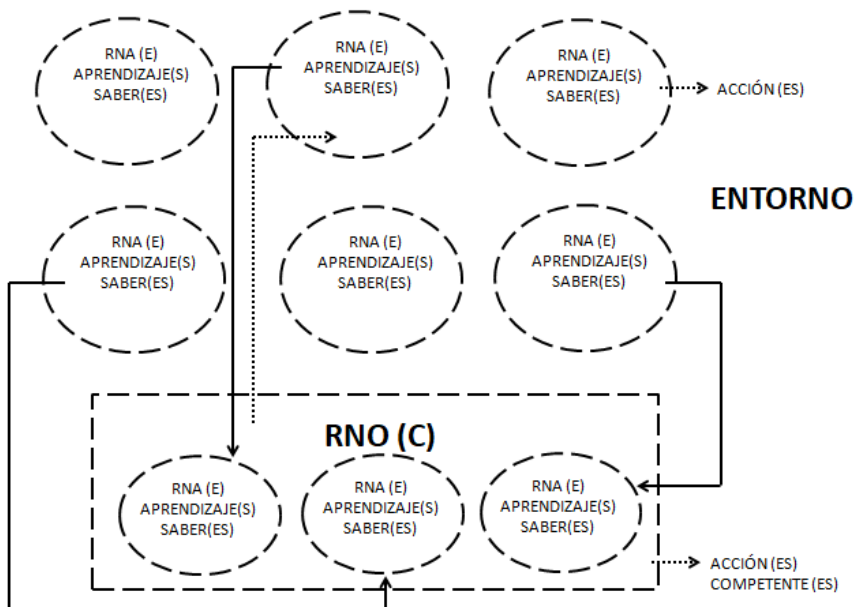 RNA (E)
APRENDIZAJE(S)
SABER(ES)
RNA (E)
APRENDIZAJE(S)
SABER(ES)
RNA (E)
APRENDIZAJE(S)
SABER(ES)
ACCIÓN (ES)
ENTORNO
RNA (E)
APRENDIZAJE(S)
SABER(ES)
RNA (E)
APRENDIZAJE(S)
SABER(ES)
RNA (E)
APRENDIZAJE(S)
SABER(ES)
RNO (C)
RNA (E)
APRENDIZAJE(S)
SABER(ES)
RNA (E)
APRENDIZAJE(S)
SABER(ES)
RNA (E)
APRENDIZAJE(S)
SABER(ES)
ACCIÓN (ES)
COMPETENTE (ES)